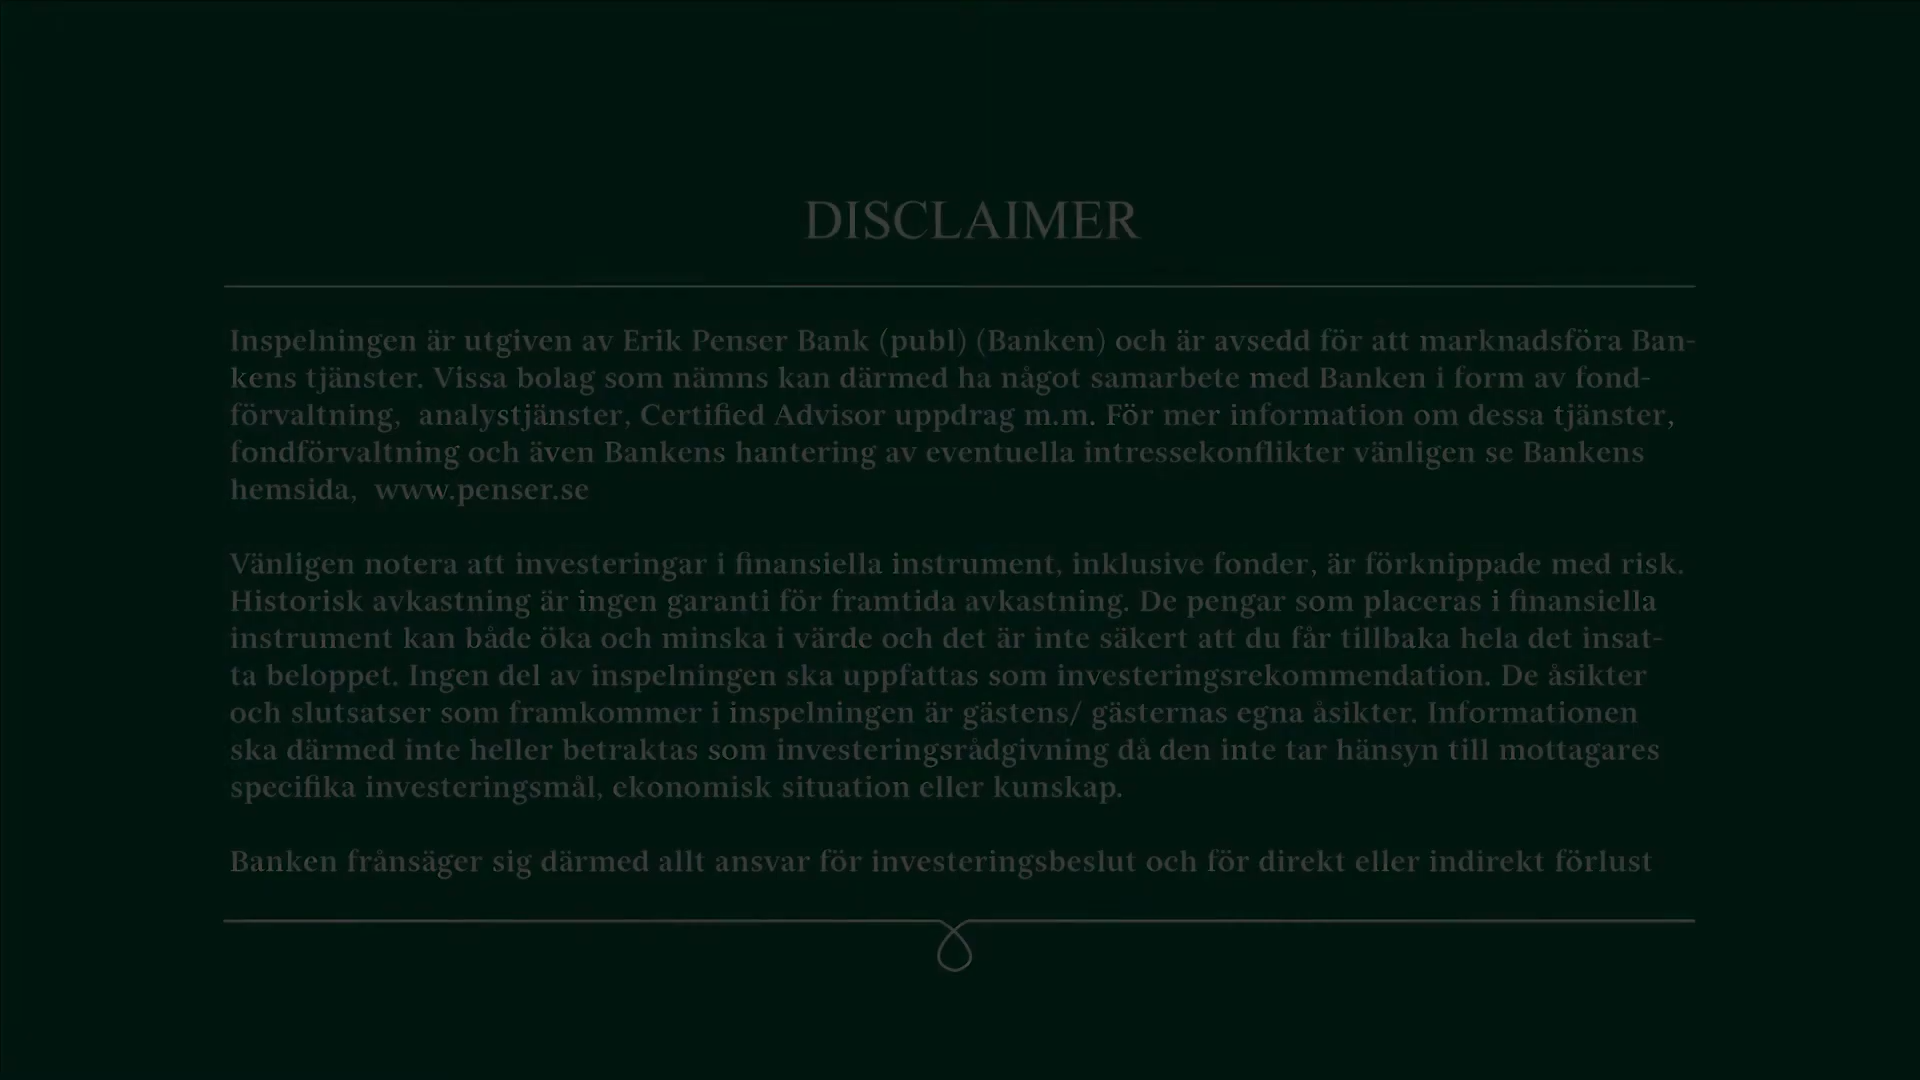 DISCLAIMER
Inspelningen är utgiven av Erik Penser Bank (publ) (Banken) och är avsedd för att marknadsföra Ban-
kens tjänster. Vissa bolag som nämns kan därmed ha något samarbete med Banken i form av fond-
förvaltning, analystjänster, Certified Advisor uppdrag m.m. För mer information om dessa tjänster,
fondförvaltning och även Bankens hantering av eventuella intressekonflikter vänligen se Bankens
hemsida, www.penser.se
Vänligen notera att investeringar i finansiella instrument, inklusive fonder, är förknippade med risk.
Historisk avkastning är ingen garanti för framtida avkastning. De pengar som placeras i finansiella
instrument kan både öka och minska i värde och det är inte säkert att du får tillbaka hela det insat-
ta beloppet. Ingen del av inspelningen ska uppfattas som investeringsrekommendation. De åsikter
och slutsatser som framkommer i inspelningen är gästens/ gästernas egna åsikter. Informationen
ska därmed inte heller betraktas som investeringsrådgivning då den inte tar hänsyn till mottagares
specifika investeringsmål, ekonomisk situation eller kunskap.
Banken frånsäger sig därmed allt ansvar för investeringsbeslut och för direkt eller indirekt förlust